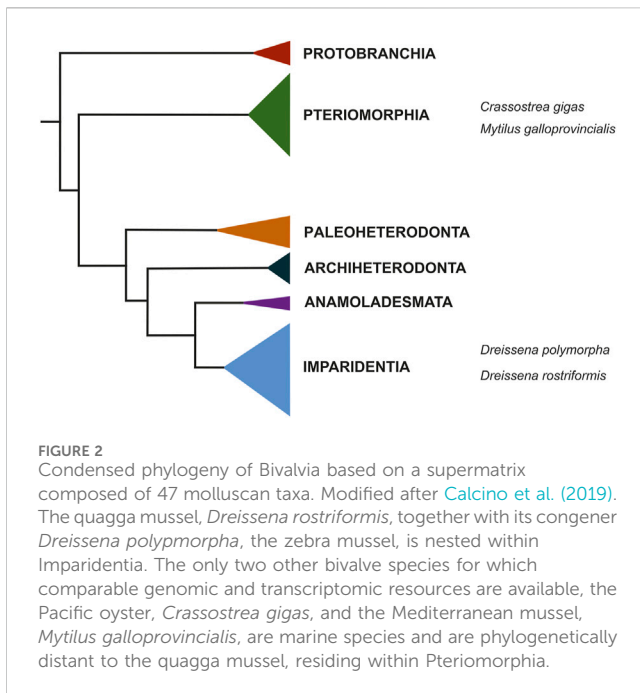 PROTOBRANCHIA
PTERIOMORPHIA
Crassostrea gigas
Mytilus galloprovincialis
PALEOHETERODONTA
ARCHIHETERODONTA
ANAMOLADESMATA
IMPARIDENTIA
Dreissena polymorpha
Dreissena rostriformis
FIGURE 2
Condensed phylogeny of Bivalvia based on a supermatrix
composed of 47 molluscan taxa. Modified after Calcino et al. (2019).
The quagga mussel, Dreissena rostriformis, together with its congener
Dreissena polypmorpha, the zebra mussel, is nested within
Imparidentia. The only two other bivalve species for which
comparable genomic and transcriptomic resources are available, the
Pacific oyster, Crassostrea gigas, and the Mediterranean mussel,
Mytilus galloprovincialis, are marine species and are phylogenetically
distant to the quagga mussel, residing within Pteriomorphia.